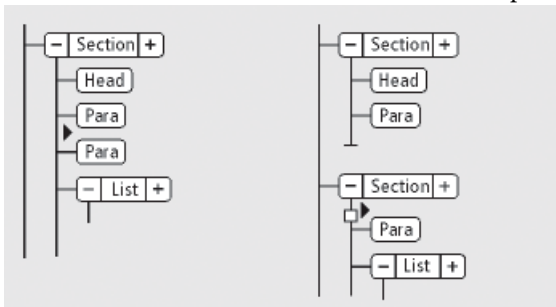 − Section +
Head
Para
Para
− List +
− Section +
Head
Para
− Section +
Para
− List +